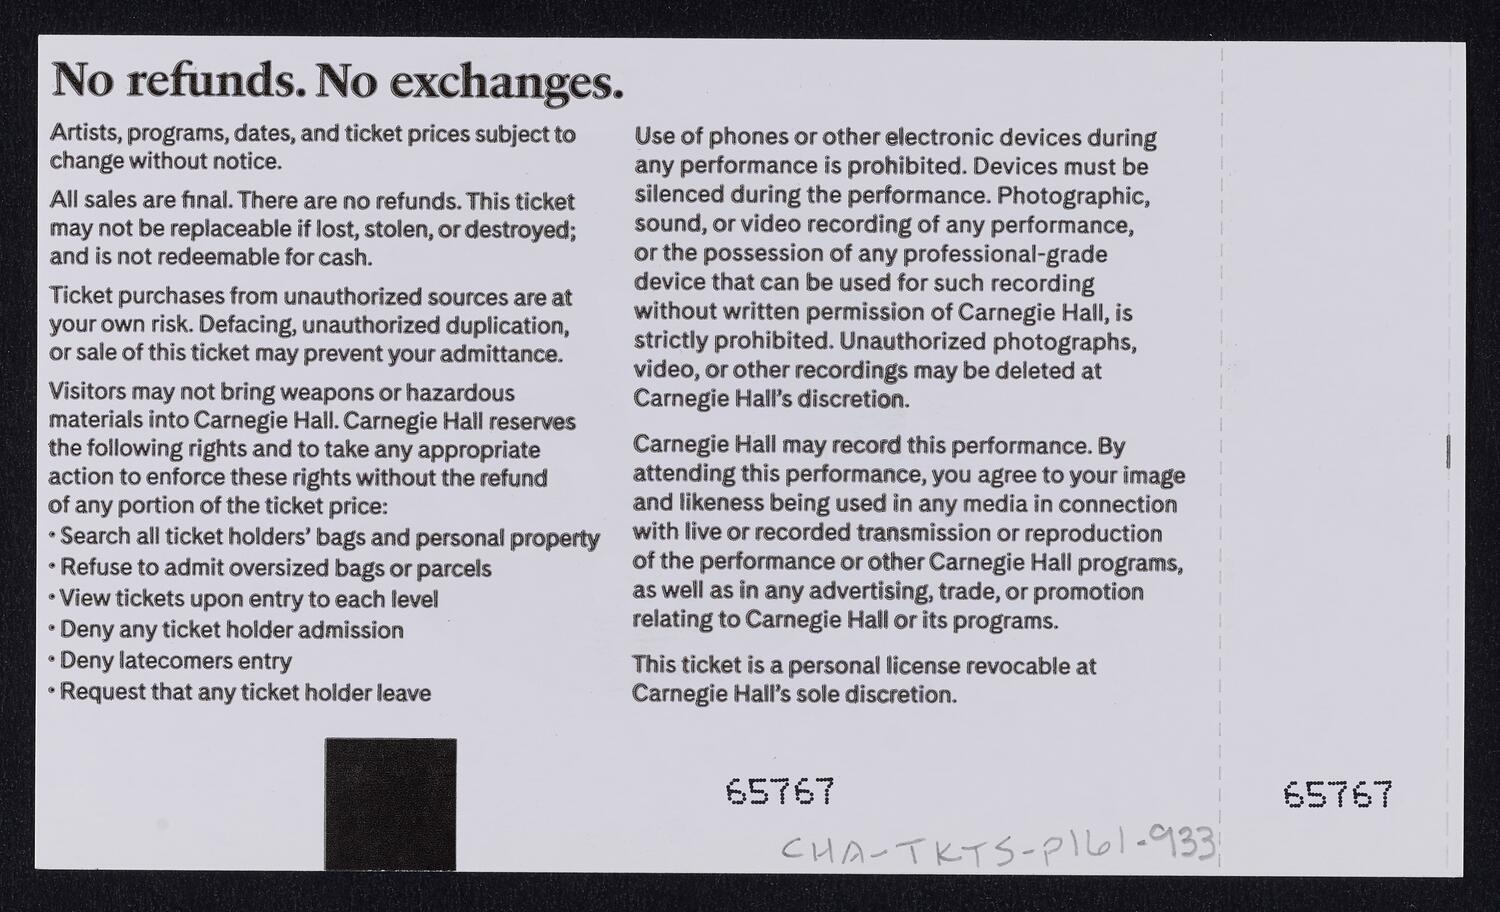 No refunds. No exchanges.
Artists, programs, dates, and ticket prices subject to
change without notice.
All sales are final. There are no refunds. This ticket
may not be replaceable if lost, stolen, or destroyed;
and is not redeemable for cash.
Ticket purchases from unauthorized sources are at
your own risk. Defacing, unauthorized duplication,
or sale of this ticket may prevent your admittance.
Visitors may not bring weapons or hazardous
materials into Carnegie Hall. Carnegie Hall reserves
the following rights and to take any appropriate
action to enforce these rights without the refund
of any portion of the ticket price:
• Search all ticket holders' bags and personal property
• Refuse to admit oversized bags or parcels
• View tickets upon entry to each level
• Deny any ticket holder admission
• Deny latecomers entry
• Request that any ticket holder leave
Use of phones or other electronic devices during
any performance is prohibited. Devices must be
silenced during the performance. Photographic,
sound, or video recording of any performance,
or the possession of any professional-grade
device that can be used for such recording
without written permission of Carnegie Hall, is
strictly prohibited. Unauthorized photographs,
video, or other recordings may be deleted at
Carnegie Hall's discretion.
Carnegie Hall may record this performance. By
attending this performance, you agree to your image
and likeness being used in any media in connection
with live or recorded transmission or reproduction
of the performance or other Carnegie Hall programs,
as well as in any advertising, trade, or promotion
relating to Carnegie Hall or its programs.
This ticket is a personal license revocable at
Carnegie Hall's sole discretion.
65767
65767
CHA-TKTS-P161-933